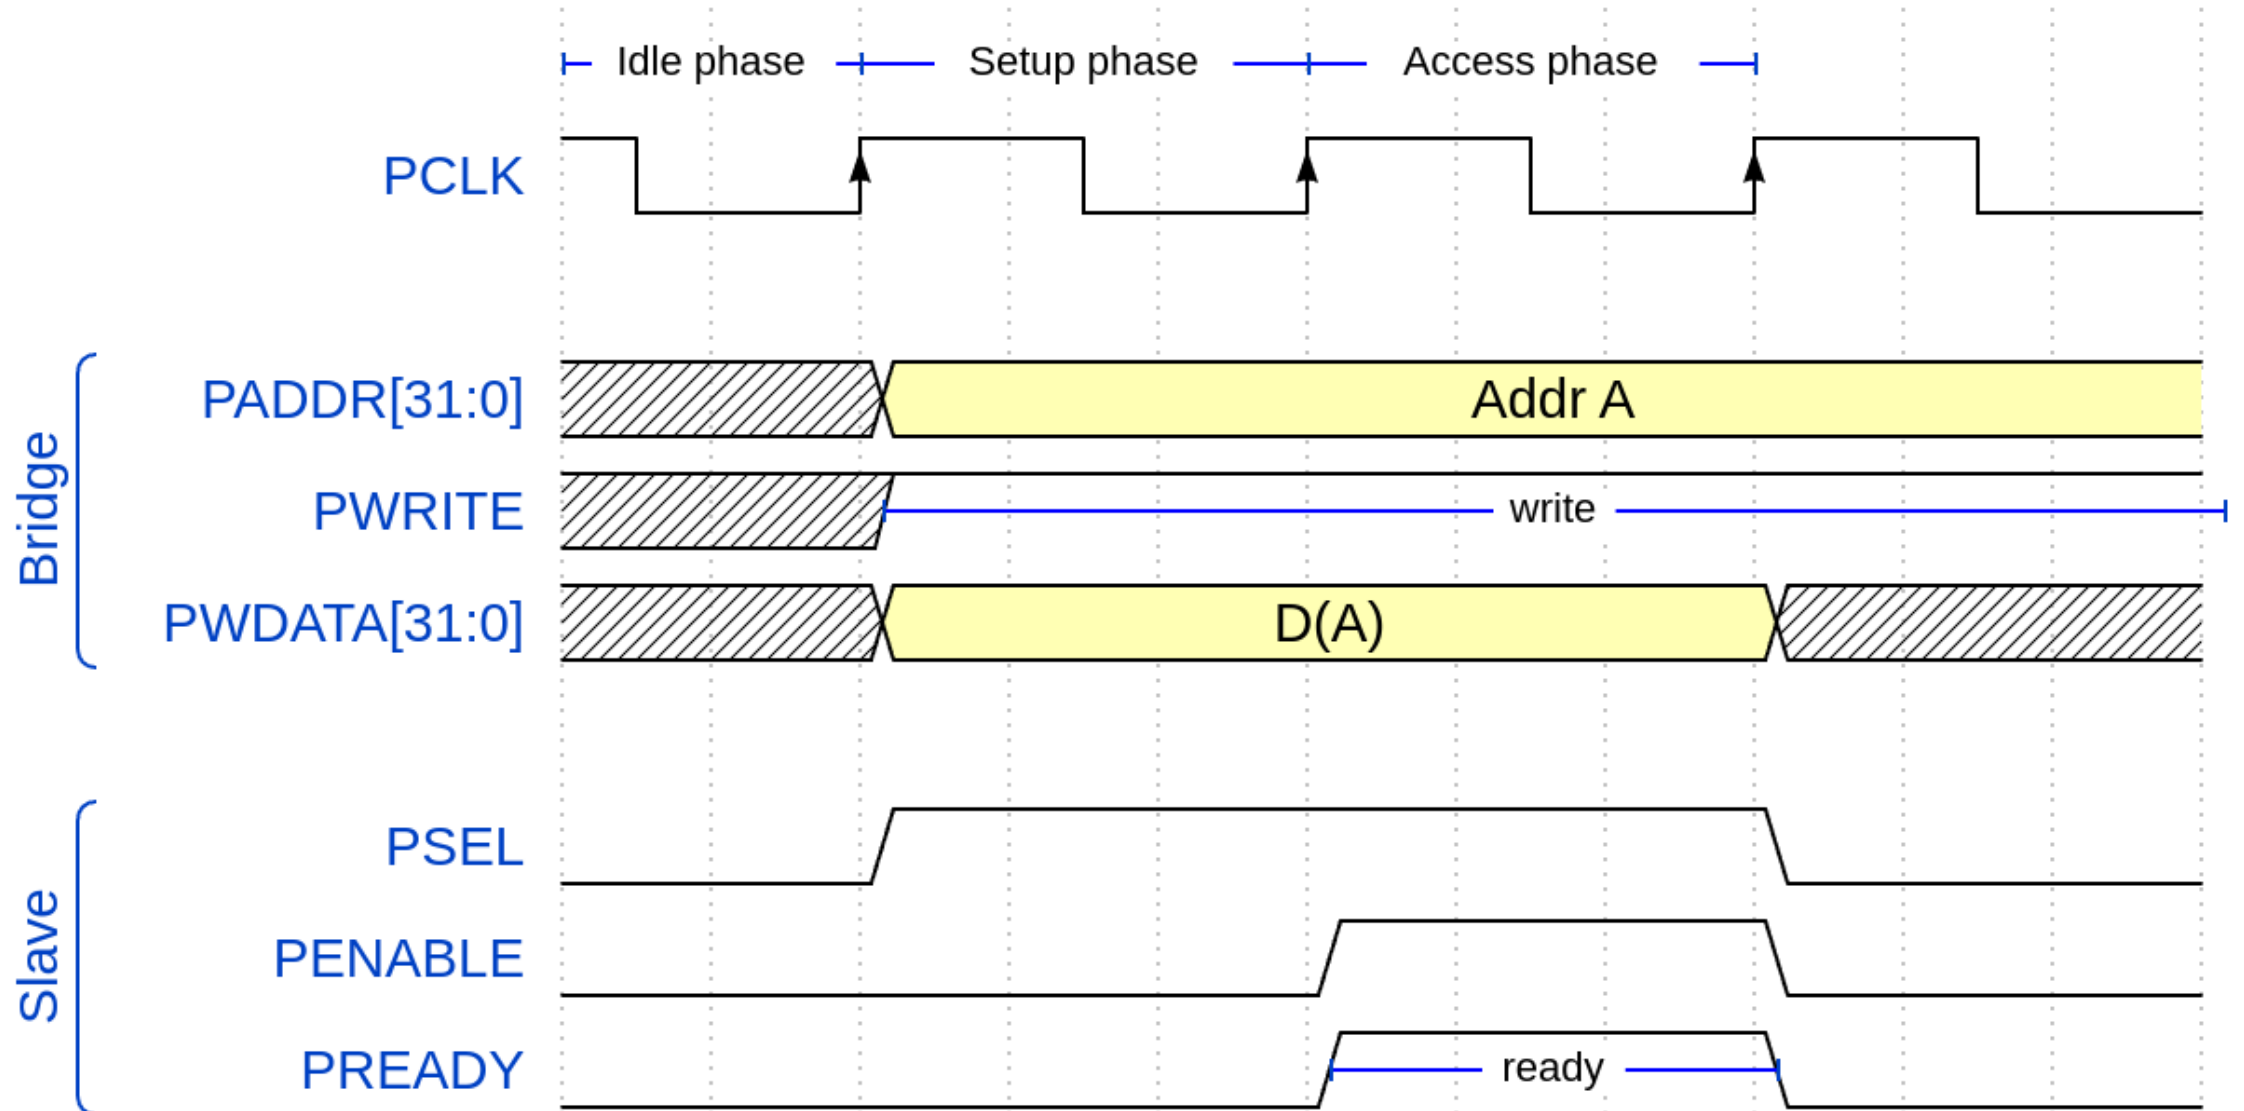 Idle phase Setup phase Access phase
PCLK
Bridge
PADDR[31:0] Addr A
PWRITE write
PWDATA[31:0] D(A)
Slave
PSEL
PENABLE
PREADY ready